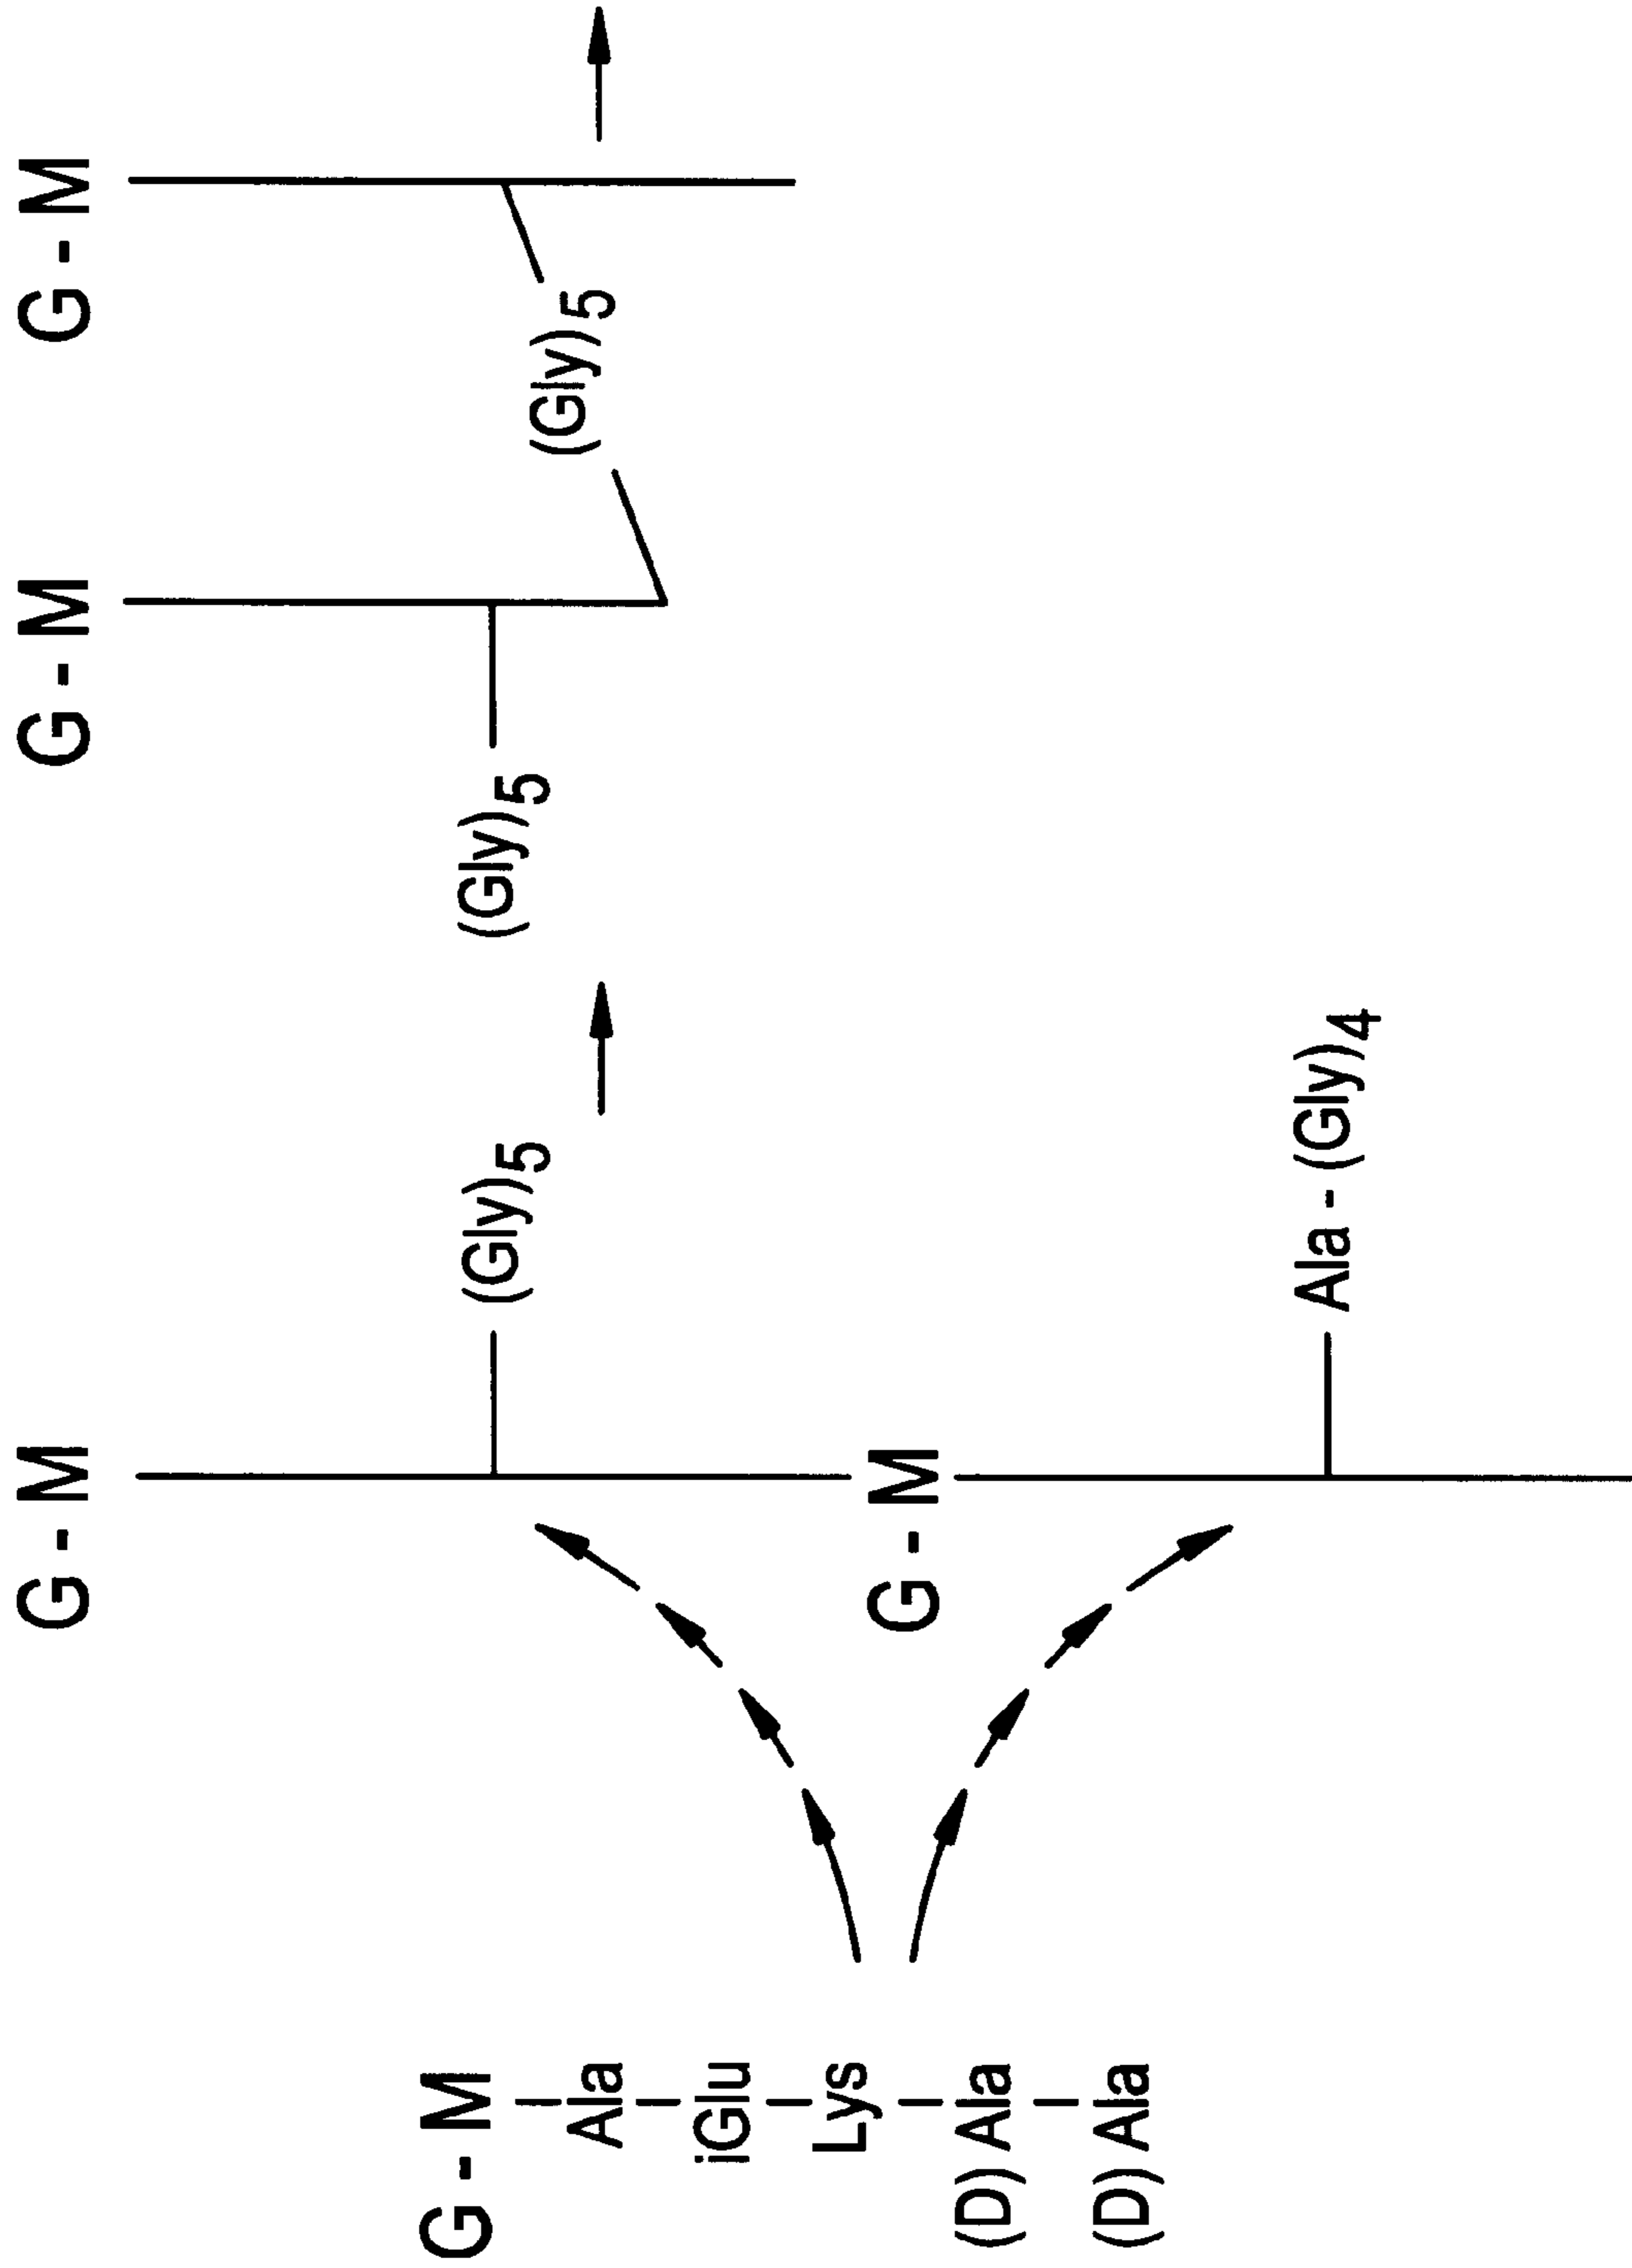 G - M
G - M
G - M
G - M
Ala
iGlu
Lys
(D) Ala
(D) Ala
(Gly)5
(Gly)5
(Gly)5
G - M
Ala - (Gly)4